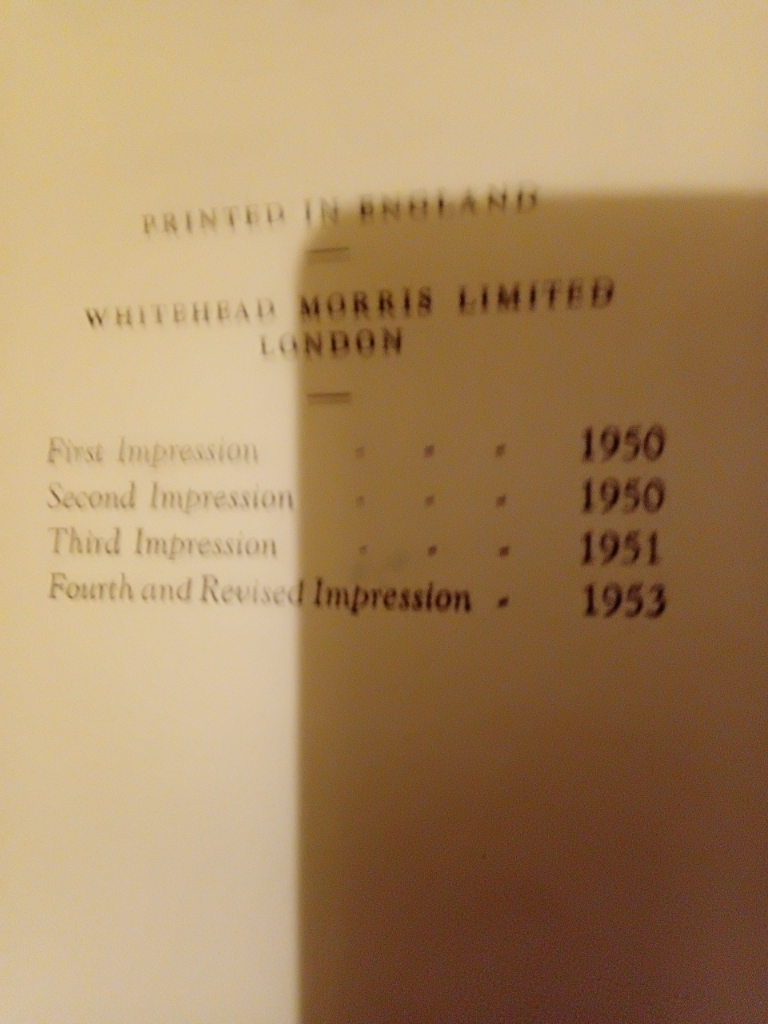 PRINTED IN ENGLAND
WHITEHEAD MORRIS LIMITED
LONDON
First Impression . . . 1950
Second Impression . . . 1950
Third Impression . . . 1951
Fourth and Revised Impression . 1953